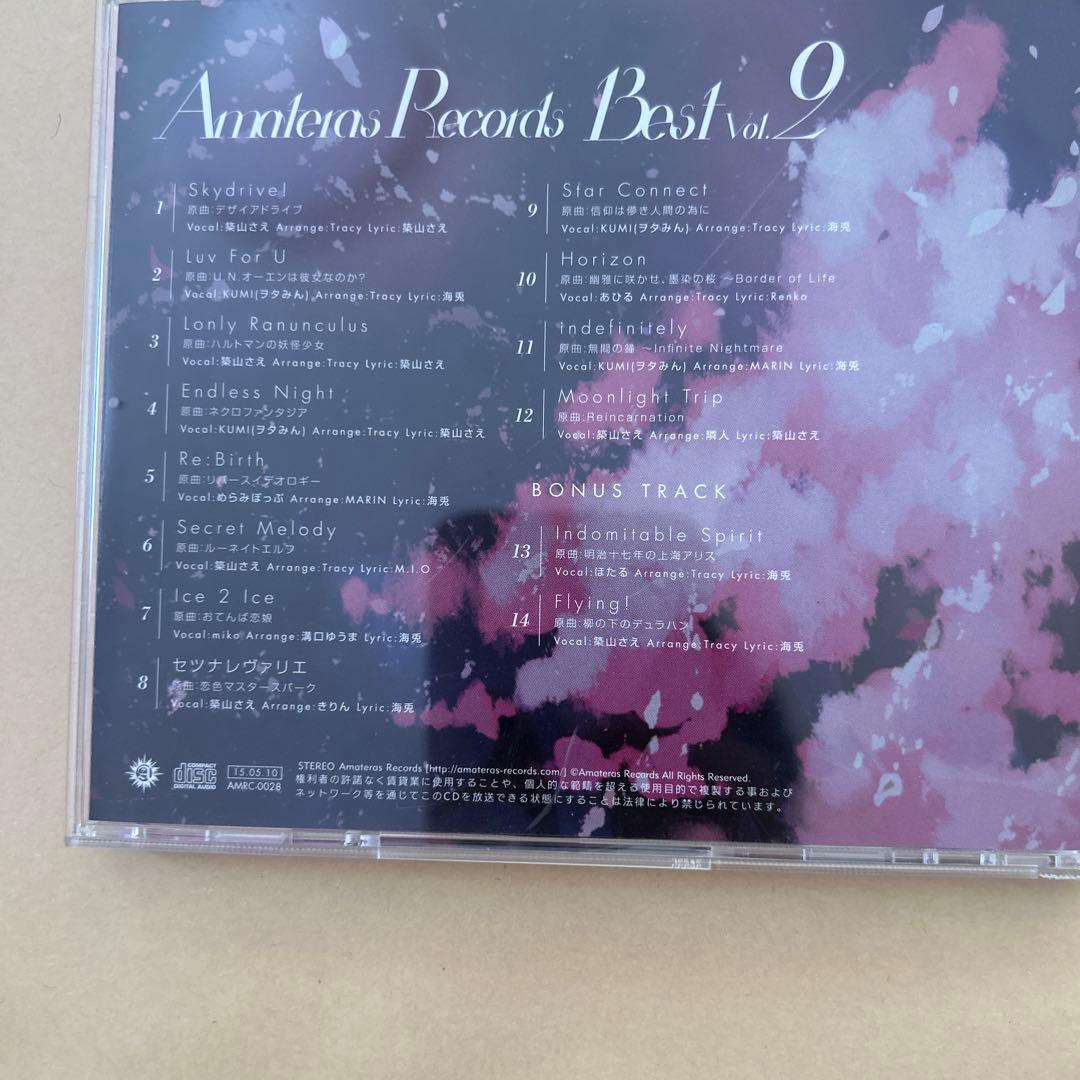 Amateras Records Best Vol.2
1
Skydrive!
原曲:デザイアドライブ
Vocal:築山さえ Arrange:Tracy Lyric:築山さえ
2
Luv For U
原曲:U.N.オーエンは彼女なのか?
Vocal:KUMI(ヲタみん) Arrange:Tracy Lyric:海兎
3
Lonly Ranunculus
原曲:ハルトマンの妖怪少女
Vocal:築山さえ Arrange:Tracy Lyric:築山さえ
4
Endless Night
原曲:ネクロファンタジア
Vocal:KUMI(ヲタみん) Arrange:Tracy Lyric:築山さえ
5
Re:Birth
原曲:リバースイデオロギー
Vocal:めらみぽっぷ Arrange:MARIN Lyric:海兎
6
Secret Melody
原曲:ルーネイトエルフ
Vocal:築山さえ Arrange:Tracy Lyric:M.I.O
7
Ice 2 Ice
原曲:おてんば恋娘
Vocal:miko Arrange:溝口ゆうま Lyric:海兎
8
セツナレヴァリエ
原曲:恋色マスタースパーク
Vocal:築山さえ Arrange:きりん Lyric:海兎
9
Star Connect
原曲:信仰は儚き人間の為に
Vocal:KUMI(ヲタみん) Arrange:Tracy Lyric:海兎
10
Horizon
原曲:幽雅に咲かせ、墨染の桜 ～Border of Life
Vocal:あひる Arrange:Tracy Lyric:Renko
11
indefinitely
原曲:無間の鐘 ～Infinite Nightmare
Vocal:KUMI(ヲタみん) Arrange:MARIN Lyric:海兎
12
Moonlight Trip
原曲:Reincarnation
Vocal:築山さえ Arrange:隣人 Lyric:築山さえ
BONUS TRACK
13
Indomitable Spirit
原曲:明治十七年の上海アリス
Vocal:ほたる Arrange:Tracy Lyric:海兎
14
Flying!
原曲:柳の下のデュラハン
Vocal:築山さえ Arrange:Tracy Lyric:海兎
COMPACT
disc
DIGITAL AUDIO
15.05.10
AMRC-0028
STEREO Amateras Records [http://amateras-records.com/] ©Amateras Records All Rights Reserved.
権利者の許諾なく賃貸業に使用することや、個人的な範疇を超える使用目的で複製する事および
ネットワーク等を通じてこのCDを放送できる状態にすることは法律により禁じられています。